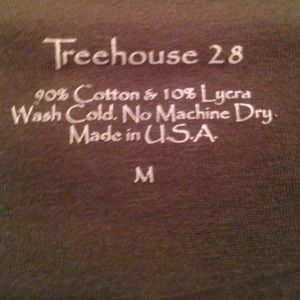 Treehouse 28
90% Cotton & 10% Lycra
Wash Cold. No Machine Dry.
Made in U.S.A.
M